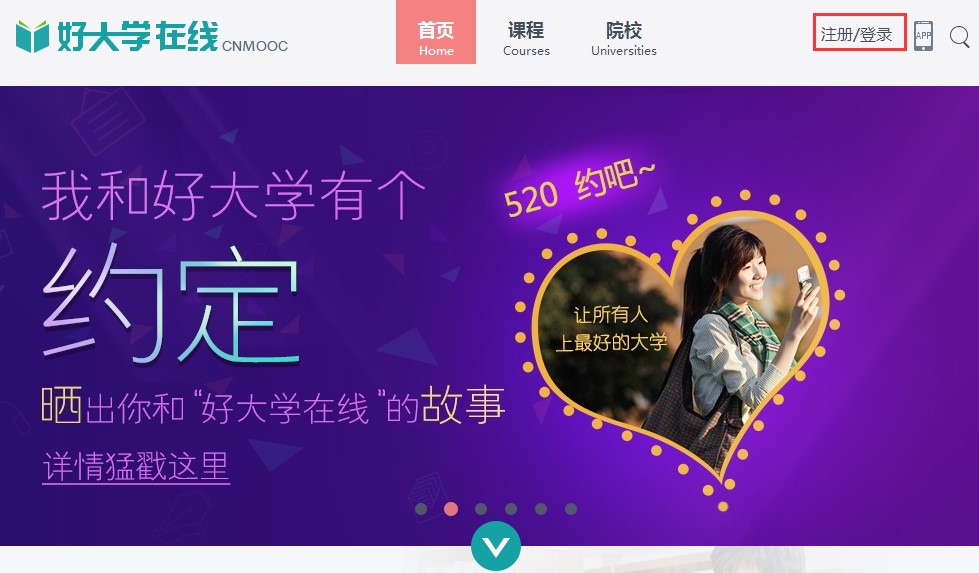 好大学在线 CNMOOC
首页 课程 院校 注册/登录 APP
Home Courses Universities
520 约吧~
我和好大学有个
约定
让所有人
上最好的大学
晒出你和“好大学在线”的故事
详情猛戳这里